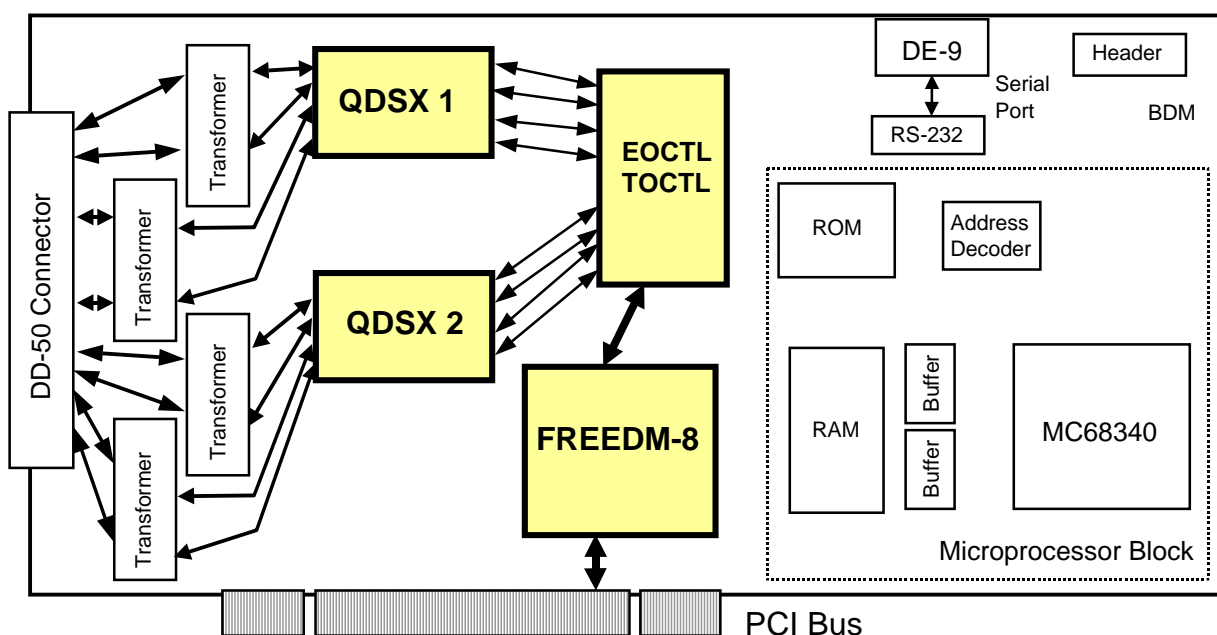 DD-50 Connector
Transformer
Transformer
Transformer
Transformer
QDSX 1
QDSX 2
EOCTL
TOCTL
FREEDM-8
PCI Bus
DE-9
Serial
Port
RS-232
Header
BDM
ROM
Address
Decoder
RAM
Buffer
Buffer
MC68340
Microprocessor Block